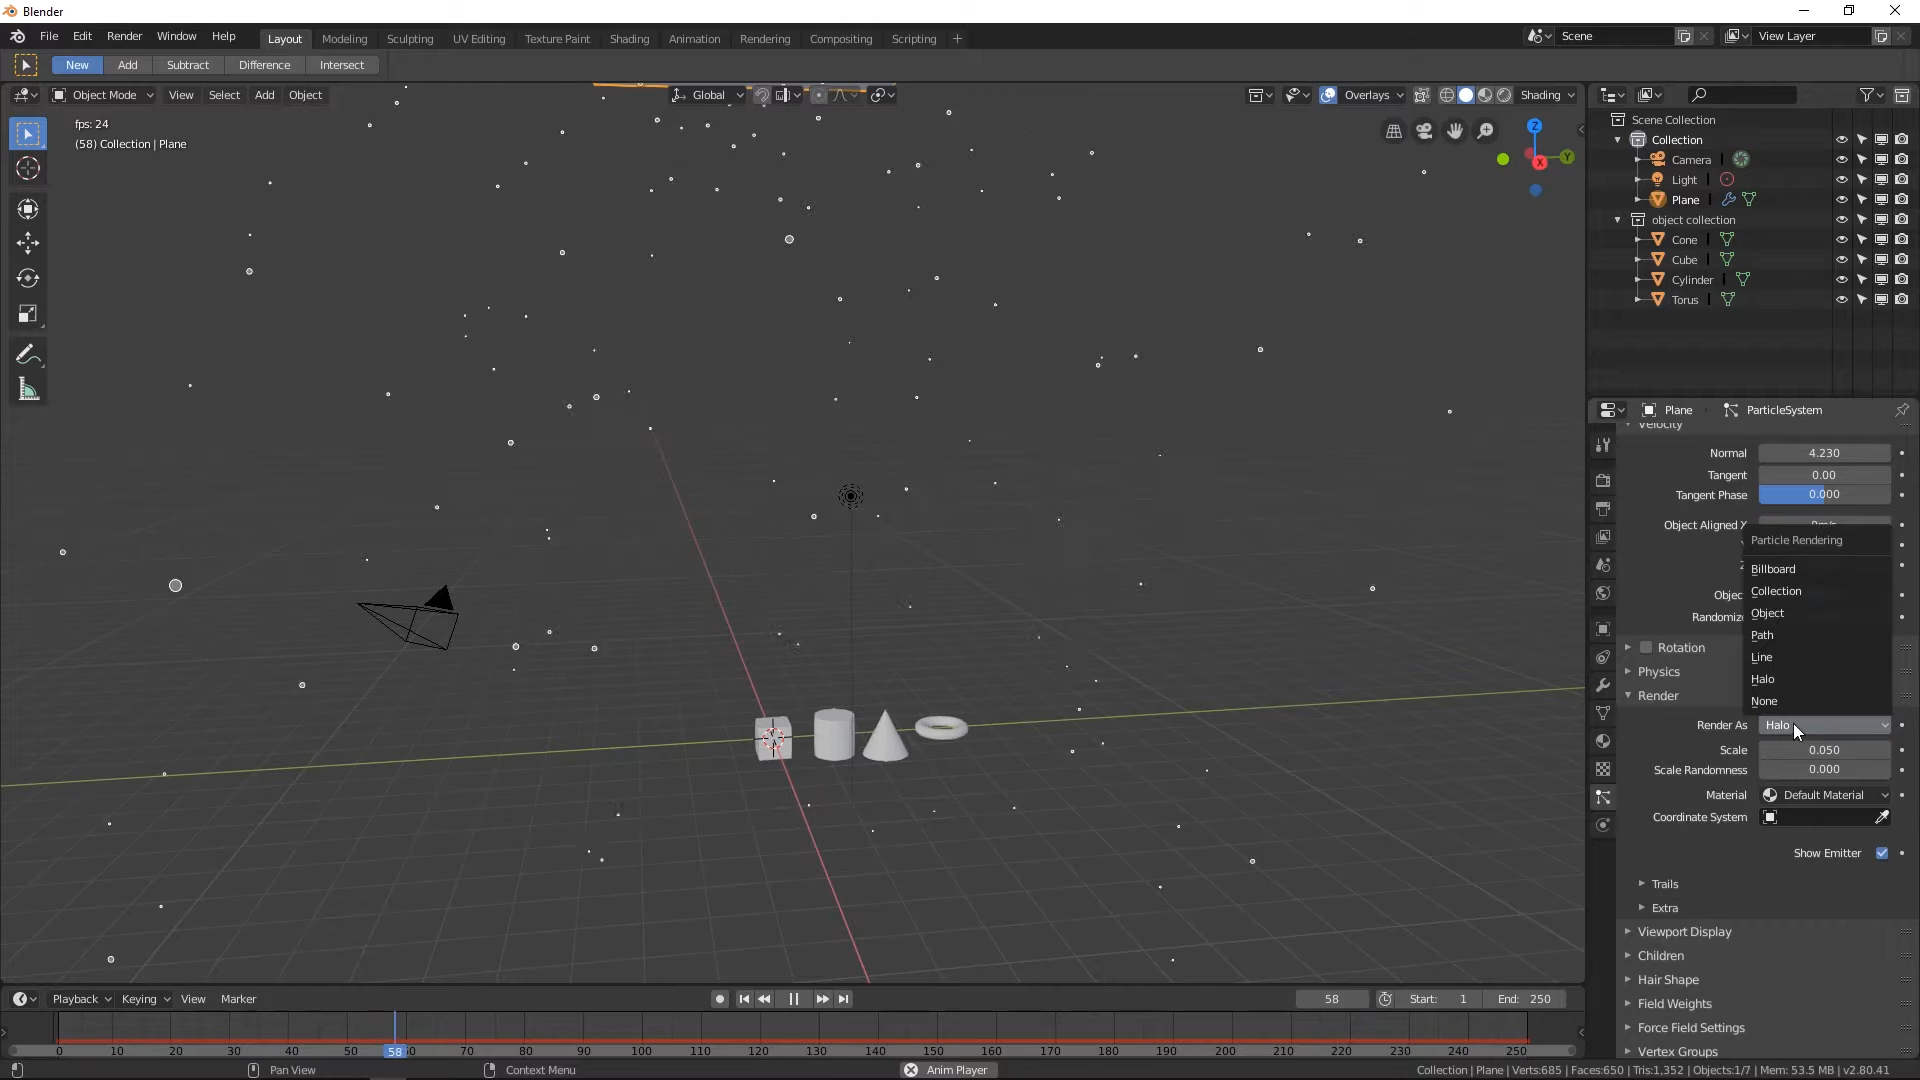 Blender
File Edit Render Window Help
Layout Modeling Sculpting UV Editing Texture Paint Shading Animation Rendering Compositing Scripting +
Scene
View Layer
New Add Subtract Difference Intersect
Object Mode View Select Add Object
Global
Overlays
Shading
fps: 24
(58) Collection | Plane
Z
Y
X
Scene Collection
Collection
Camera
Light
Plane
object collection
Cone
Cube
Cylinder
Torus
Plane
ParticleSystem
Velocity
Normal 4.230
Tangent 0.00
Tangent Phase 0.000
Object Aligned X
Particle Rendering
Billboard
Collection
Object
Path
Line
Halo
None
Object
Randomize
Rotation
Physics
Render
Render As Halo
Scale 0.050
Scale Randomness 0.000
Material Default Material
Coordinate System
Show Emitter
Trails
Extra
Viewport Display
Children
Hair Shape
Field Weights
Force Field Settings
Vertex Groups
Playback Keying View Marker
58
Start: 1
End: 250
0 10 20 30 40 50 58 70 80 90 100 110 120 130 140 150 160 170 180 190 200 210 220 230 240 250
Pan View
Context Menu
Anim Player
Collection | Plane | Verts:685 | Faces:650 | Tris:1,352 | Objects:1/7 | Mem: 53.5 MB | v2.80.41